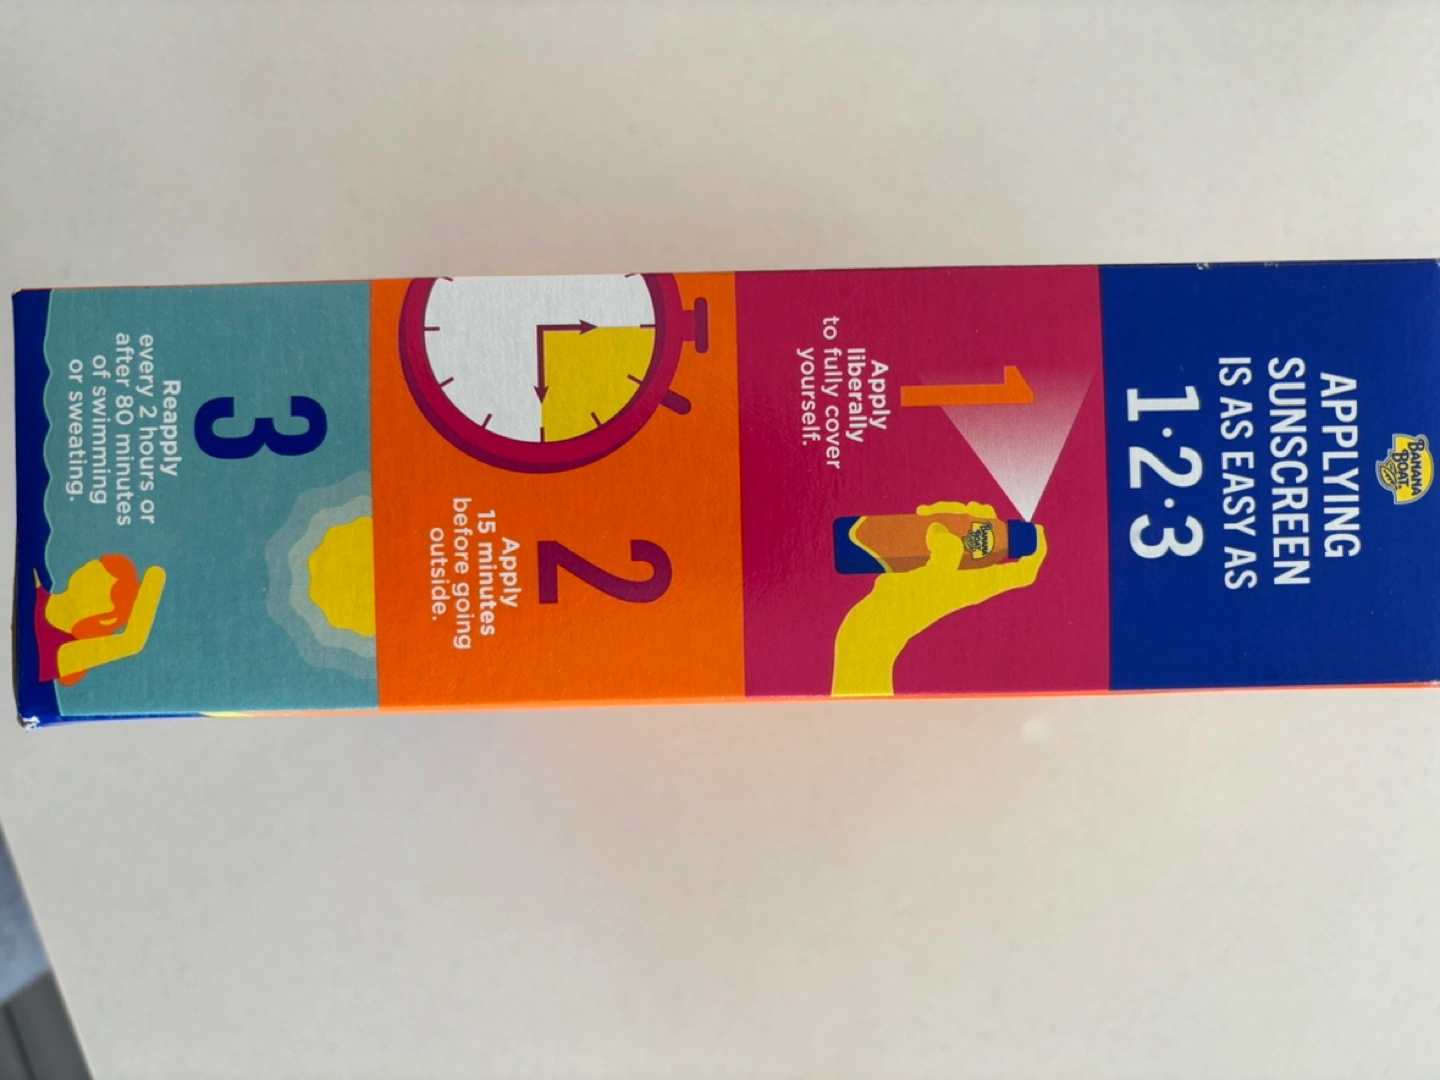 BANANA
BOAT.
APPLYING
SUNSCREEN
IS AS EASY AS
1·2·3
1
BANANA
BOAT
Apply
liberally
to fully cover
yourself.
2
Apply
15 minutes
before going
outside.
3
Reapply
every 2 hours or
after 80 minutes
of swimming
or sweating.